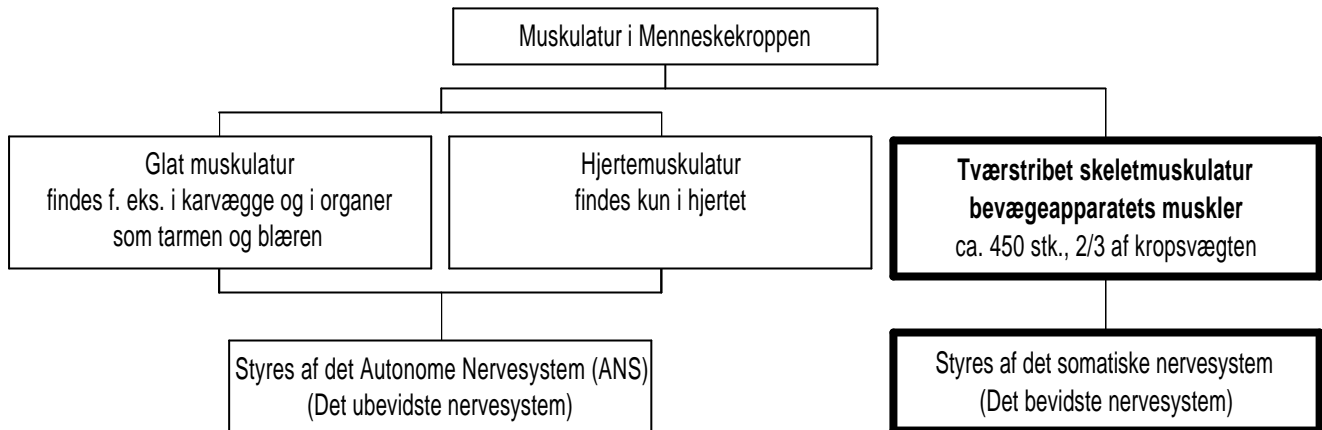 Muskulatur i Menneskekroppen
Glat muskulatur
findes f. eks. i karvægge og i organer
som tarmen og blæren
Hjertemuskulatur
findes kun i hjertet
Tværstribet skeletmuskulatur
bevægeapparatets muskler
ca. 450 stk., 2/3 af kropsvægten
Styres af det Autonome Nervesystem (ANS)
(Det ubevidste nervesystem)
Styres af det somatiske nervesystem
(Det bevidste nervesystem)